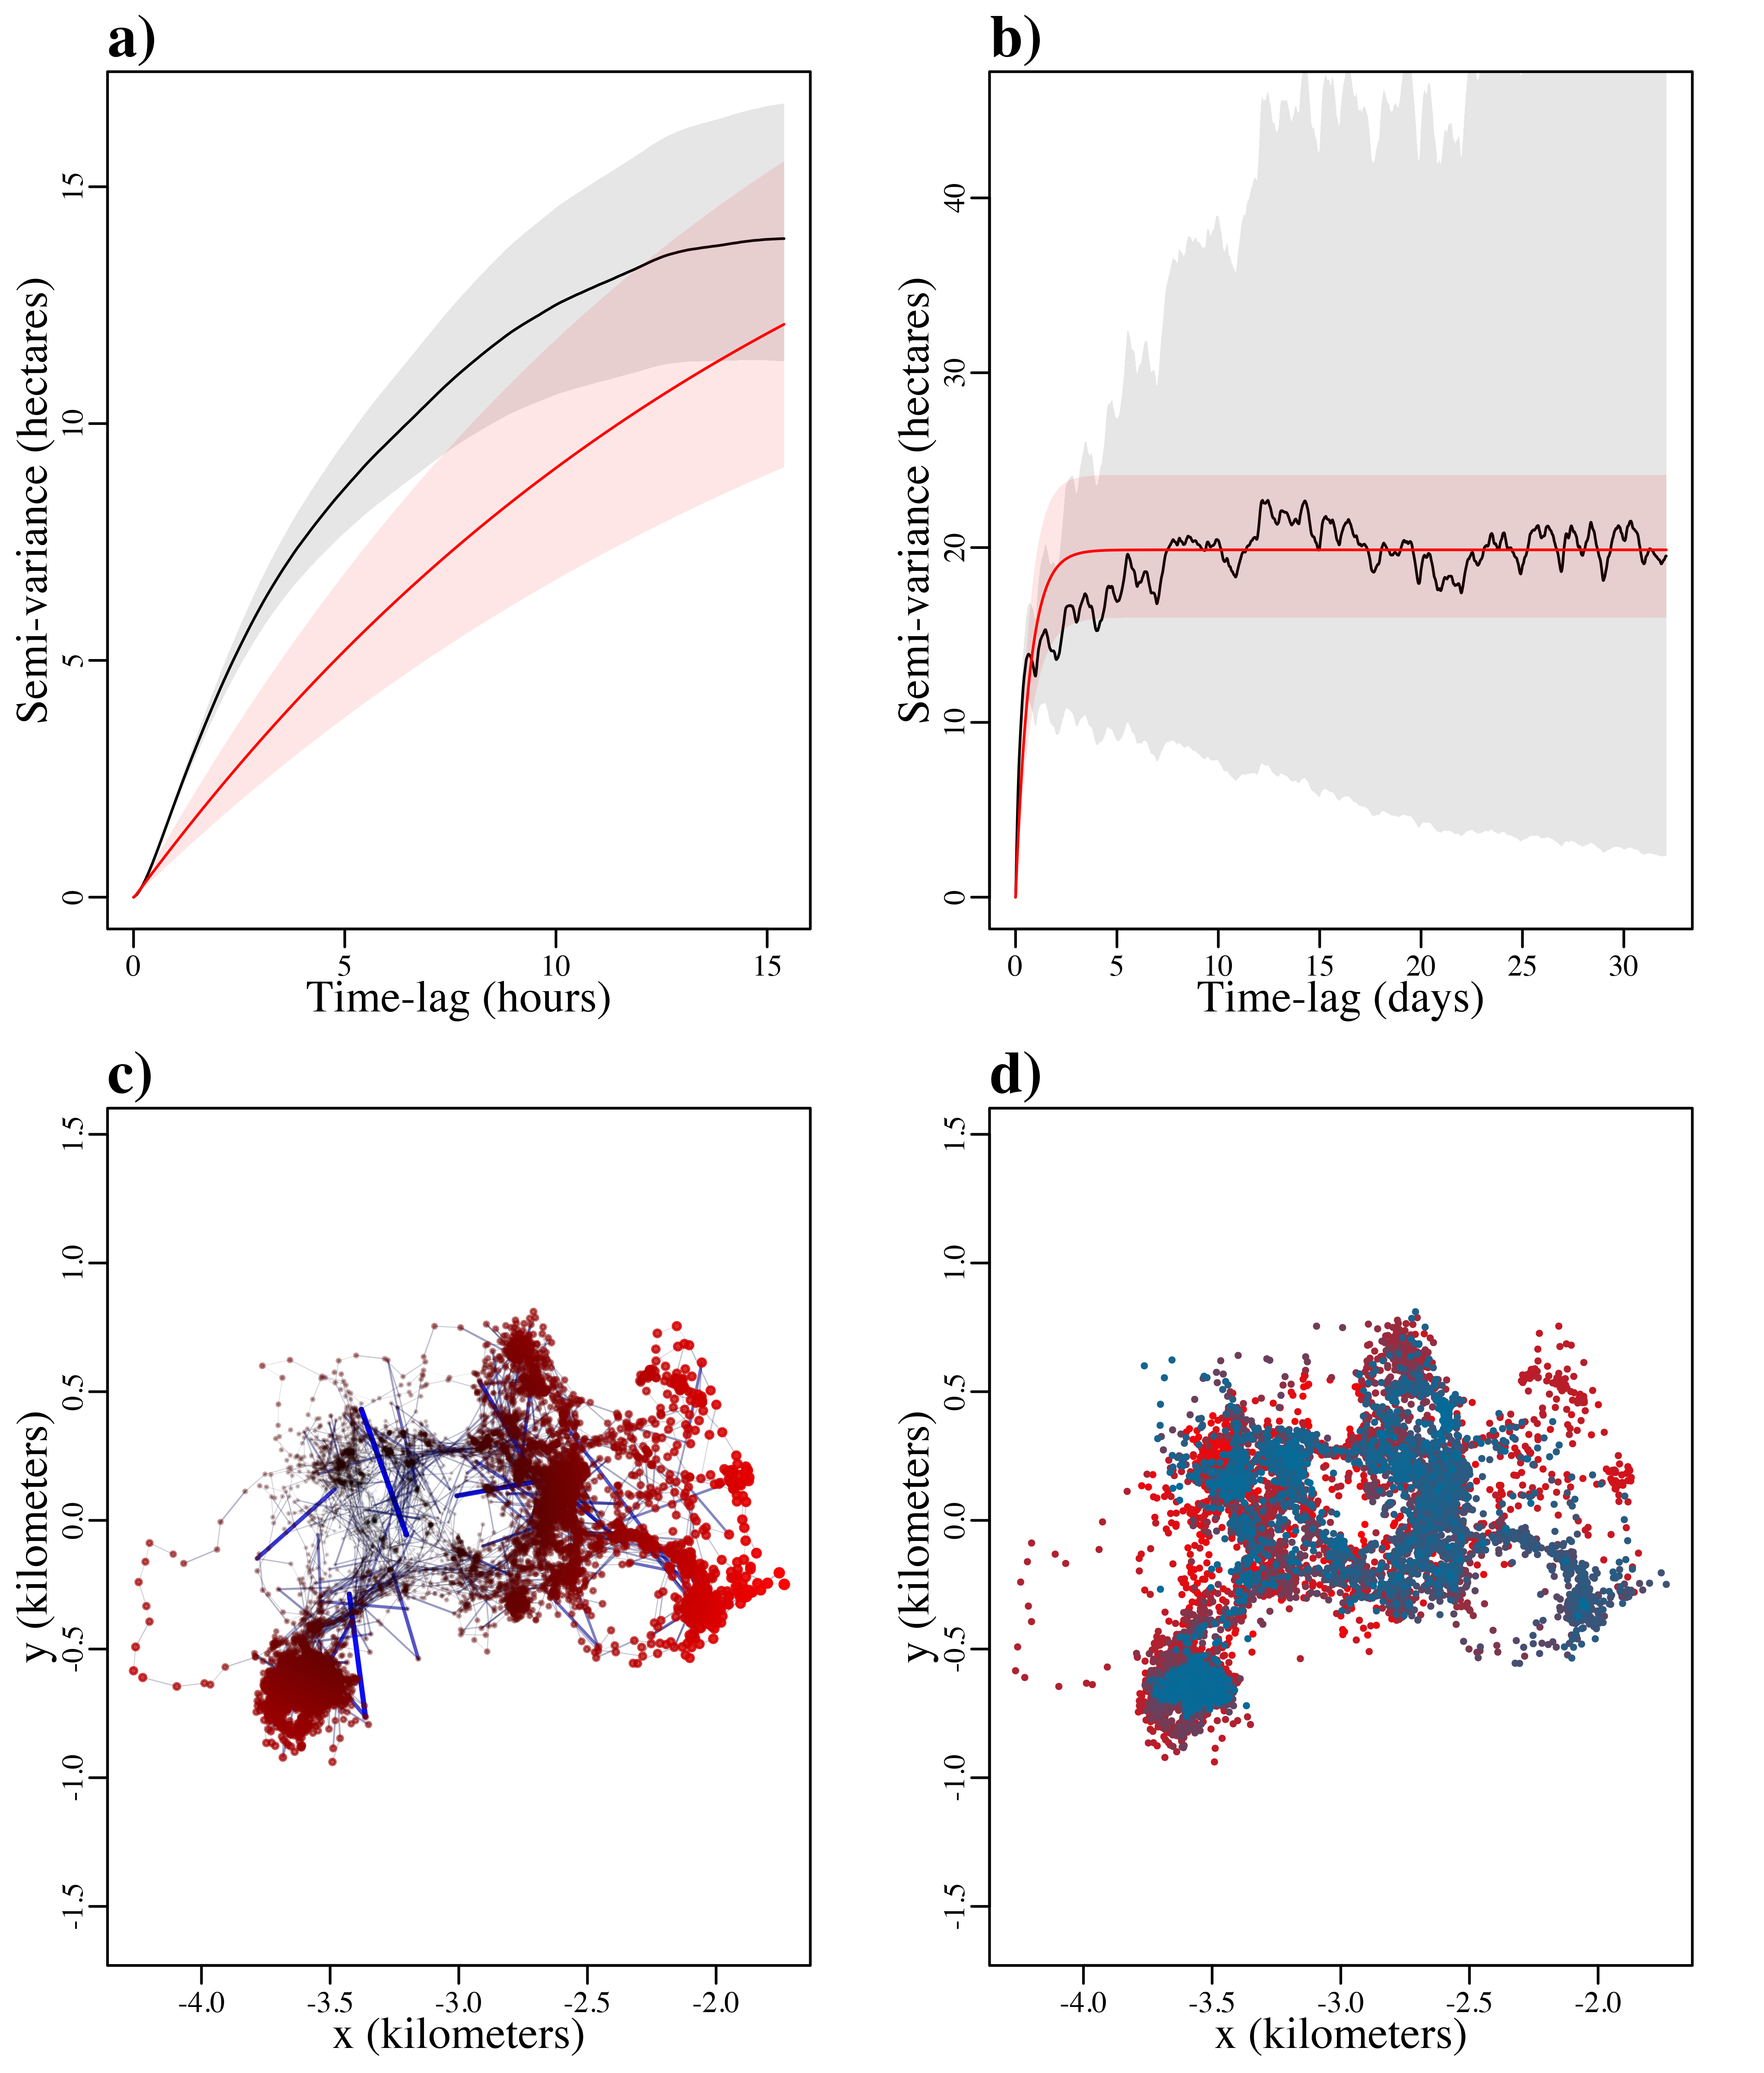 a)
Semi-variance (hectares)
0 5 10 15
0 5 10 15
Time-lag (hours)
b)
Semi-variance (hectares)
0 10 20 30 40
0 5 10 15 20 25 30
Time-lag (days)
c)
y (kilometers)
-1.5 -1.0 -0.5 0.0 0.5 1.0 1.5
-4.0 -3.5 -3.0 -2.5 -2.0
x (kilometers)
d)
y (kilometers)
-1.5 -1.0 -0.5 0.0 0.5 1.0 1.5
-4.0 -3.5 -3.0 -2.5 -2.0
x (kilometers)